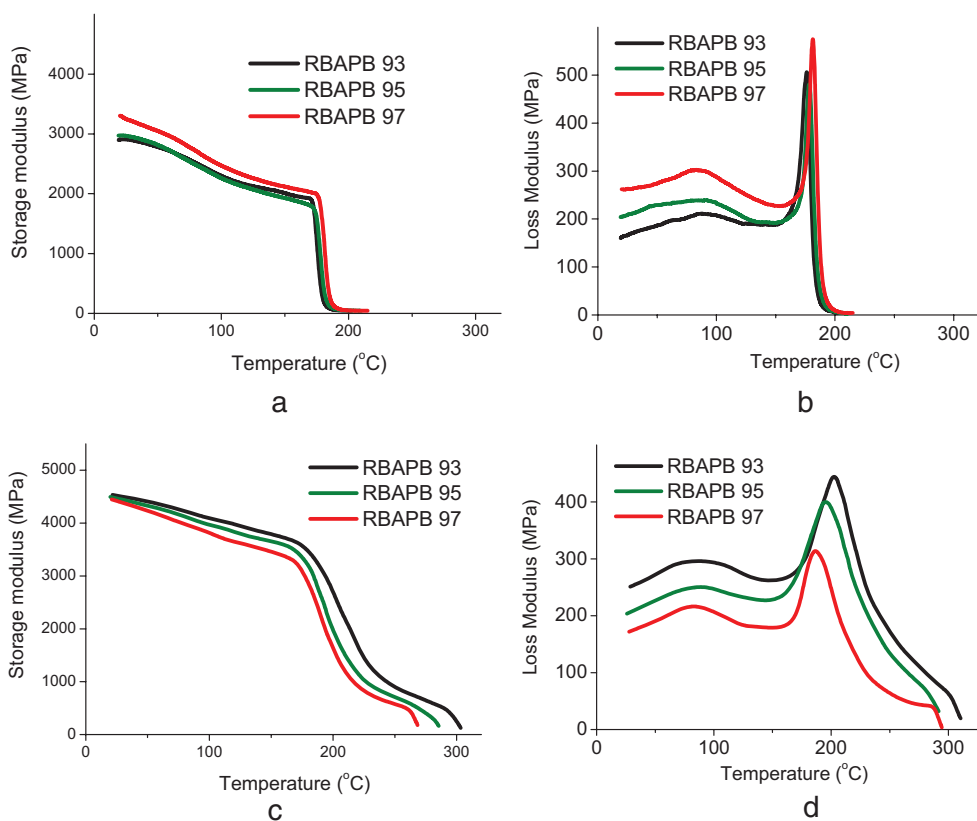 Storage modulus (MPa)
4000
3000
2000
1000
0
0
100
200
300
Temperature (°C)
RBAPB 93
RBAPB 95
RBAPB 97
a
Loss Modulus (MPa)
500
400
300
200
100
0
0
100
200
300
Temperature (°C)
RBAPB 93
RBAPB 95
RBAPB 97
b
Storage modulus (MPa)
5000
4000
3000
2000
1000
0
0
100
200
300
Temperature (°C)
RBAPB 93
RBAPB 95
RBAPB 97
c
Loss Modulus (MPa)
400
300
200
100
0
0
100
200
300
Temperature (°C)
RBAPB 93
RBAPB 95
RBAPB 97
d